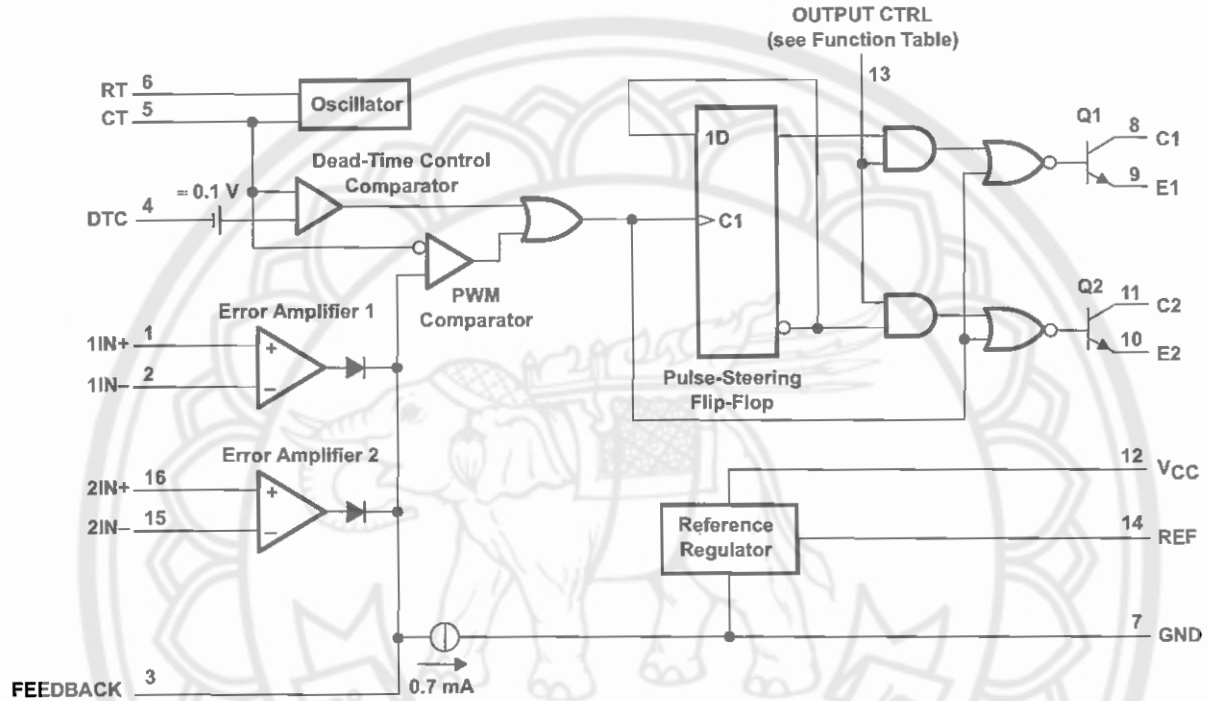 OUTPUT CTRL
(see Function Table)
13
RT 6
CT 5
Oscillator
Dead-Time Control
Comparator
= 0.1 V
DTC 4
PWM
Comparator
1D
C1
Pulse-Steering
Flip-Flop
Q1
8 C1
9 E1
Q2
11 C2
10 E2
Error Amplifier 1
1IN+ 1
1IN– 2
+
–
Error Amplifier 2
2IN+ 16
2IN– 15
+
–
12 VCC
Reference
Regulator
14 REF
7 GND
0.7 mA
FEEDBACK 3